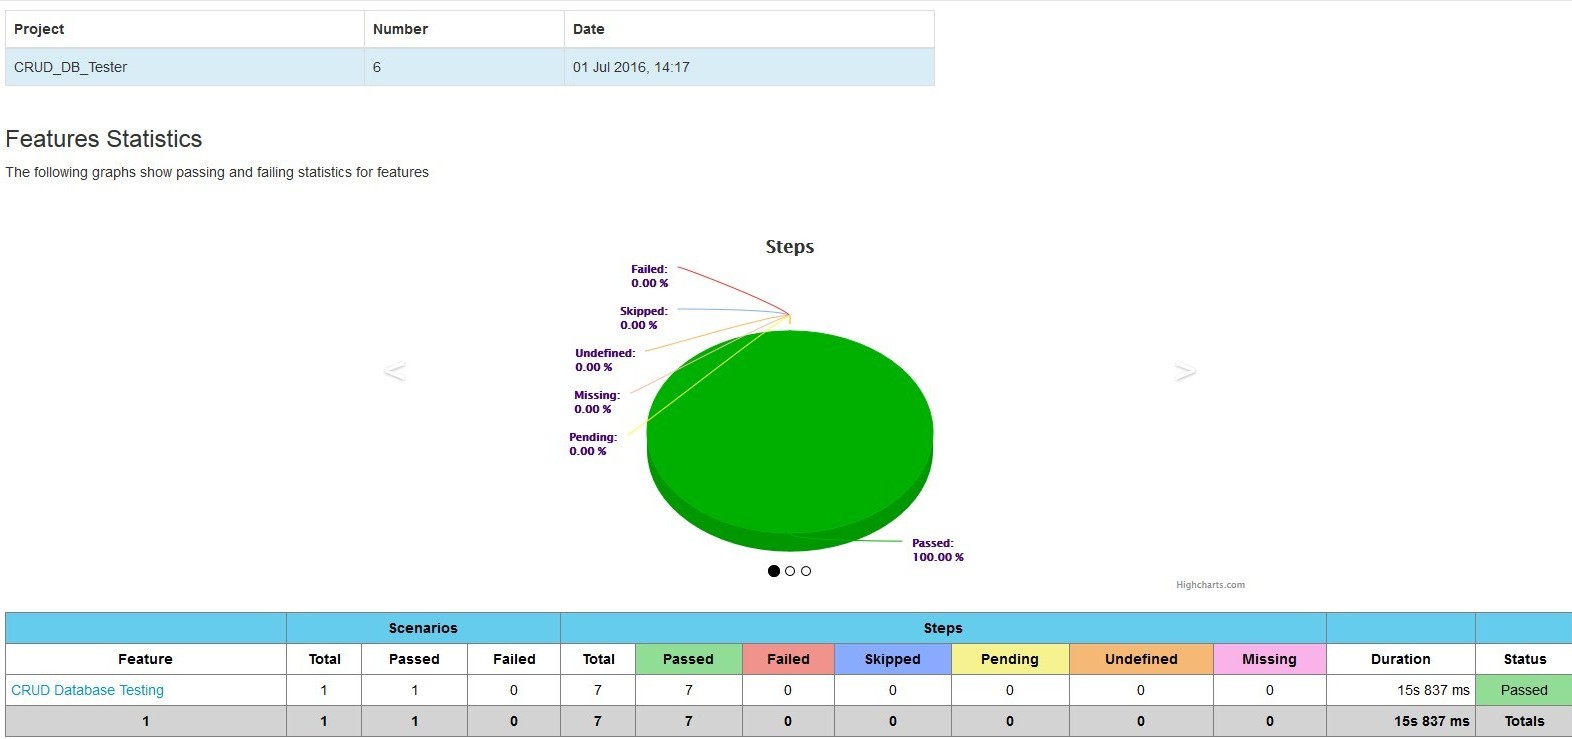 Project Number Date
CRUD_DB_Tester 6 01 Jul 2016, 14:17
Features Statistics
The following graphs show passing and failing statistics for features
Steps
Failed:
0.00 %
Skipped:
0.00 %
Undefined:
0.00 %
< >
Missing:
0.00 %
Pending:
0.00 %
Passed:
100.00 %
Highcharts.com
Scenarios Steps
Feature Total Passed Failed Total Passed Failed Skipped Pending Undefined Missing Duration Status
CRUD Database Testing 1 1 0 7 7 0 0 0 0 0 15s 837 ms Passed
1 1 1 0 7 7 0 0 0 0 0 15s 837 ms Totals